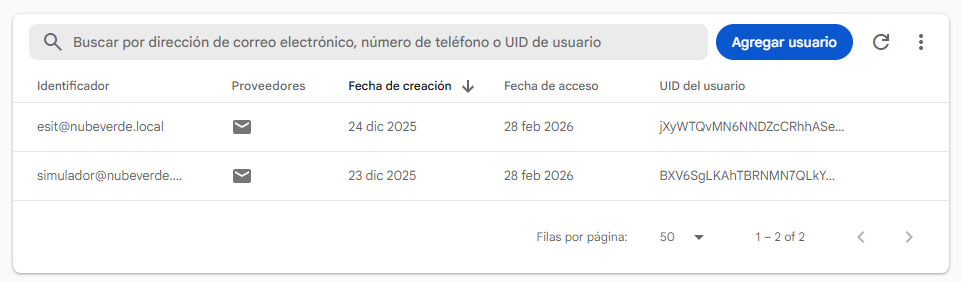 Buscar por dirección de correo electrónico, número de teléfono o UID de usuario Agregar usuario
Identificador Proveedores Fecha de creación Fecha de acceso UID del usuario
esit@nubeverde.local 24 dic 2025 28 feb 2026 jXyWTQvMN6NNDZcCRhhASe...
simulador@nubeverde.... 23 dic 2025 28 feb 2026 BXV6SgLKAhTBRNMN7QLkY...
Filas por página: 50 1 – 2 of 2